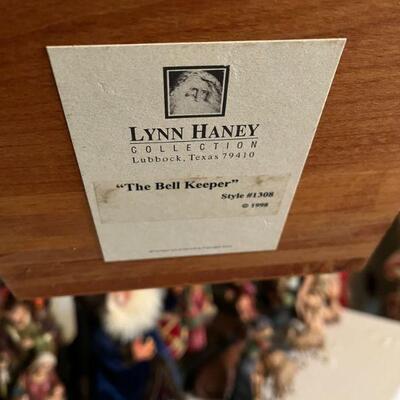 LYNN HANEY
COLLECTION
Lubbock, Texas 79410
“The Bell Keeper”
Style #1308
© 1998